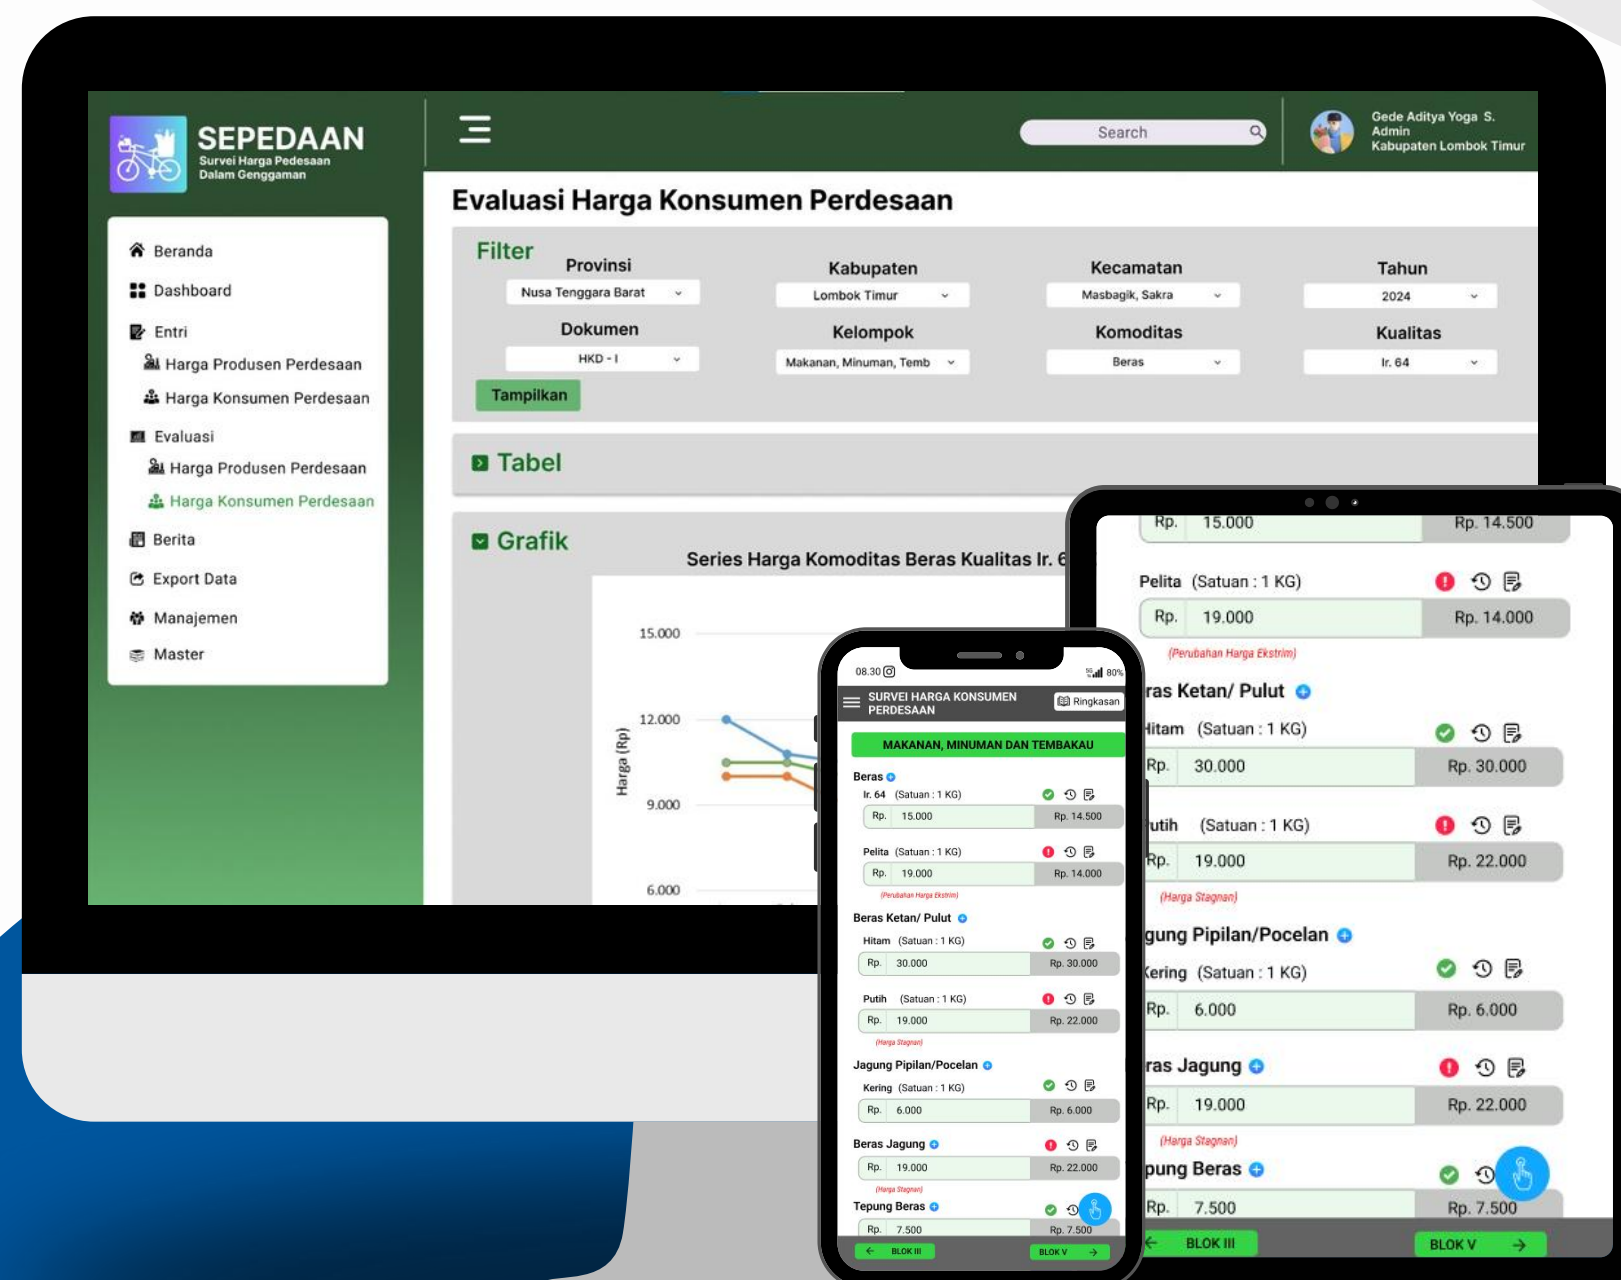 SEPEDAAN
Survei Harga Pedesaan
Dalam Genggaman
Search
Gede Aditya Yoga S.
Admin
Kabupaten Lombok Timur
Beranda
Dashboard
Entri
Harga Produsen Perdesaan
Harga Konsumen Perdesaan
Evaluasi
Harga Produsen Perdesaan
Harga Konsumen Perdesaan
Berita
Export Data
Manajemen
Master
Evaluasi Harga Konsumen Perdesaan
Filter
Provinsi Kabupaten Kecamatan Tahun
Nusa Tenggara Barat Lombok Timur Masbagik, Sakra 2024
Dokumen Kelompok Komoditas Kualitas
HKD - I Makanan, Minuman, Temb Beras Ir. 64
Tampilkan
Tabel
Grafik
Series Harga Komoditas Beras Kualitas Ir. 6
Harga (Rp)
15.000
12.000
9.000
6.000
08.30 5G 80%
SURVEI HARGA KONSUMEN
PERDESAAN
Ringkasan
MAKANAN, MINUMAN DAN TEMBAKAU
Beras
Ir. 64 (Satuan : 1 KG)
Rp. 15.000 Rp. 14.500
Pelita (Satuan : 1 KG)
Rp. 19.000 Rp. 14.000
(Perubahan Harga Ekstrim)
Beras Ketan/ Pulut
Hitam (Satuan : 1 KG)
Rp. 30.000 Rp. 30.000
Putih (Satuan : 1 KG)
Rp. 19.000 Rp. 22.000
(Harga Stagnan)
Jagung Pipilan/Pocelan
Kering (Satuan : 1 KG)
Rp. 6.000 Rp. 6.000
Beras Jagung
Rp. 19.000 Rp. 22.000
(Harga Stagnan)
Tepung Beras
Rp. 7.500 Rp. 7.500
← BLOK III BLOK V →
Rp. 15.000 Rp. 14.500
Pelita (Satuan : 1 KG)
Rp. 19.000 Rp. 14.000
(Perubahan Harga Ekstrim)
ras Ketan/ Pulut
Hitam (Satuan : 1 KG)
Rp. 30.000 Rp. 30.000
utih (Satuan : 1 KG)
Rp. 19.000 Rp. 22.000
(Harga Stagnan)
gung Pipilan/Pocelan
Kering (Satuan : 1 KG)
Rp. 6.000 Rp. 6.000
ras Jagung
Rp. 19.000 Rp. 22.000
(Harga Stagnan)
pung Beras
Rp. 7.500 Rp. 7.500
← BLOK III BLOK V →